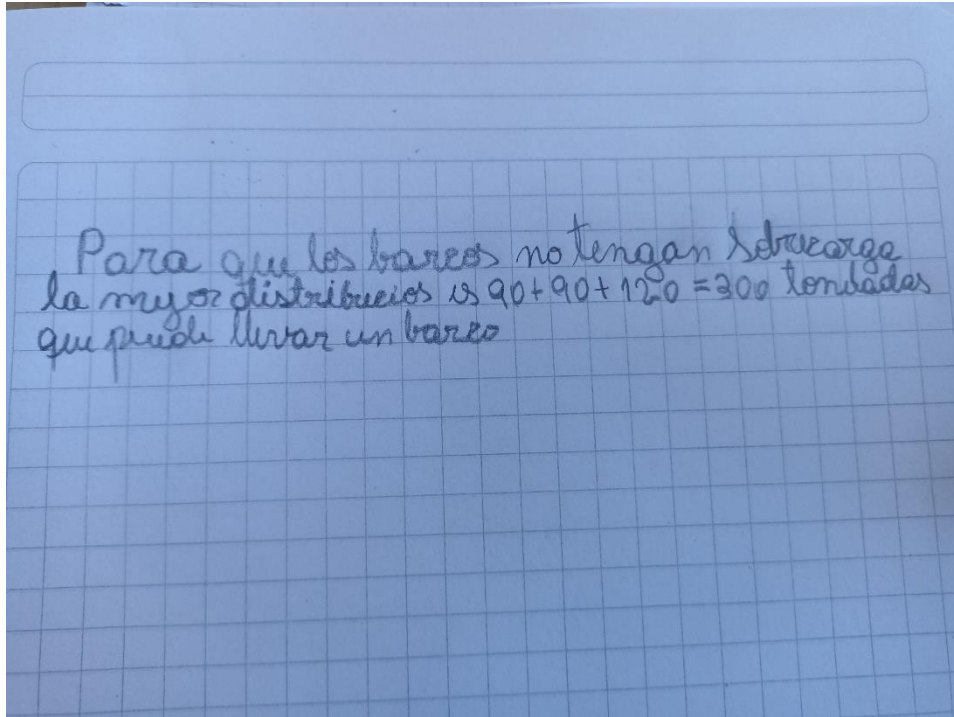 Para que los barcos no tengan sobrecarga
la mejor distribucios es 90+90+120=300 toneladas
que puede llevar un barco